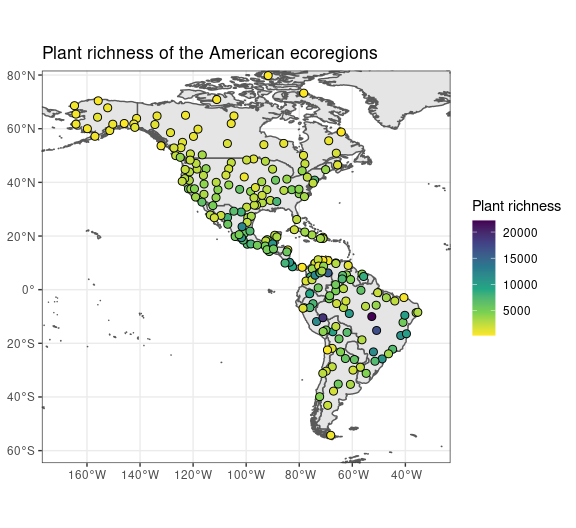 Plant richness of the American ecoregions
80°N
60°N
40°N
20°N
0°
20°S
40°S
60°S
160°W 140°W 120°W 100°W 80°W 60°W 40°W
Plant richness
20000
15000
10000
5000